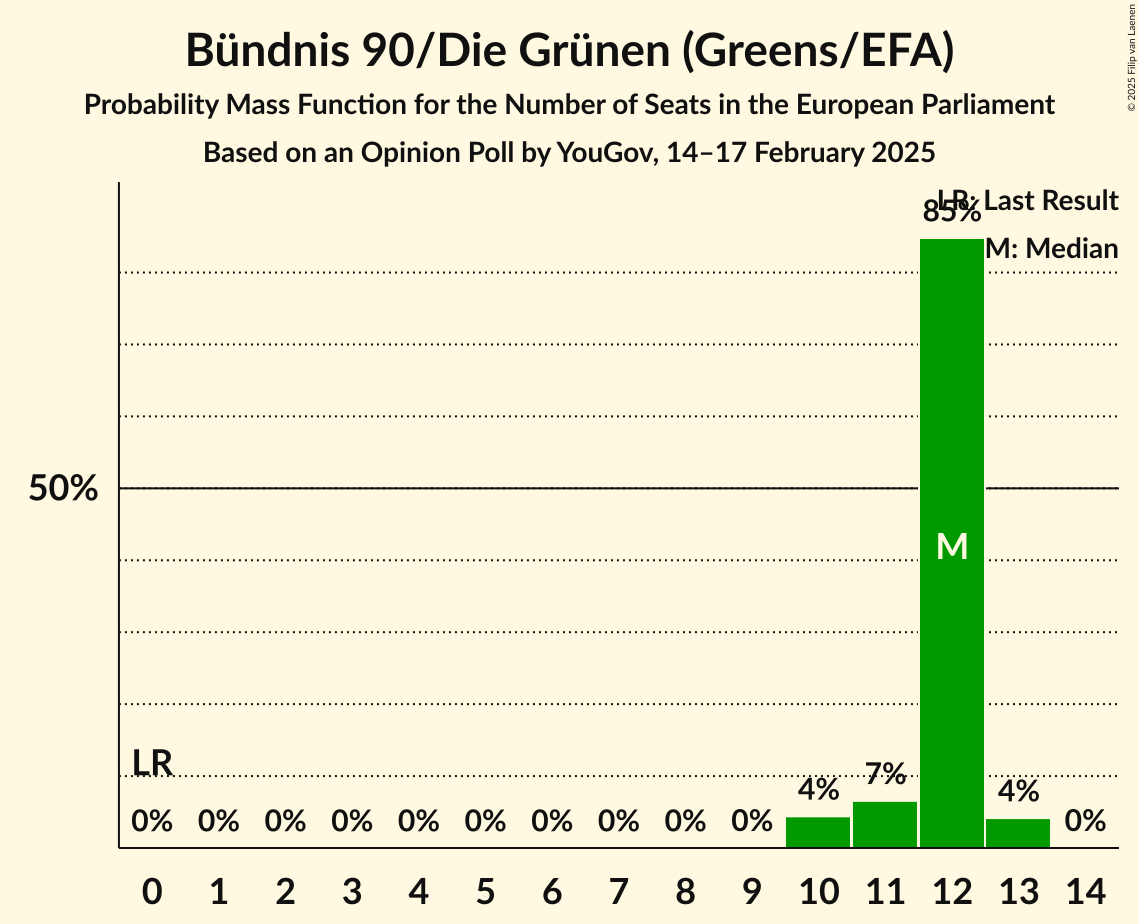 Bündnis 90/Die Grünen (Greens/EFA)
Probability Mass Function for the Number of Seats in the European Parliament
Based on an Opinion Poll by YouGov, 14–17 February 2025
© 2025 Filip van Laenen
LR: Last Result
85%
M: Median
50%
M
LR
0% 0% 0% 0% 0% 0% 0% 0% 0% 0% 4% 7% 4% 0%
0 1 2 3 4 5 6 7 8 9 10 11 12 13 14